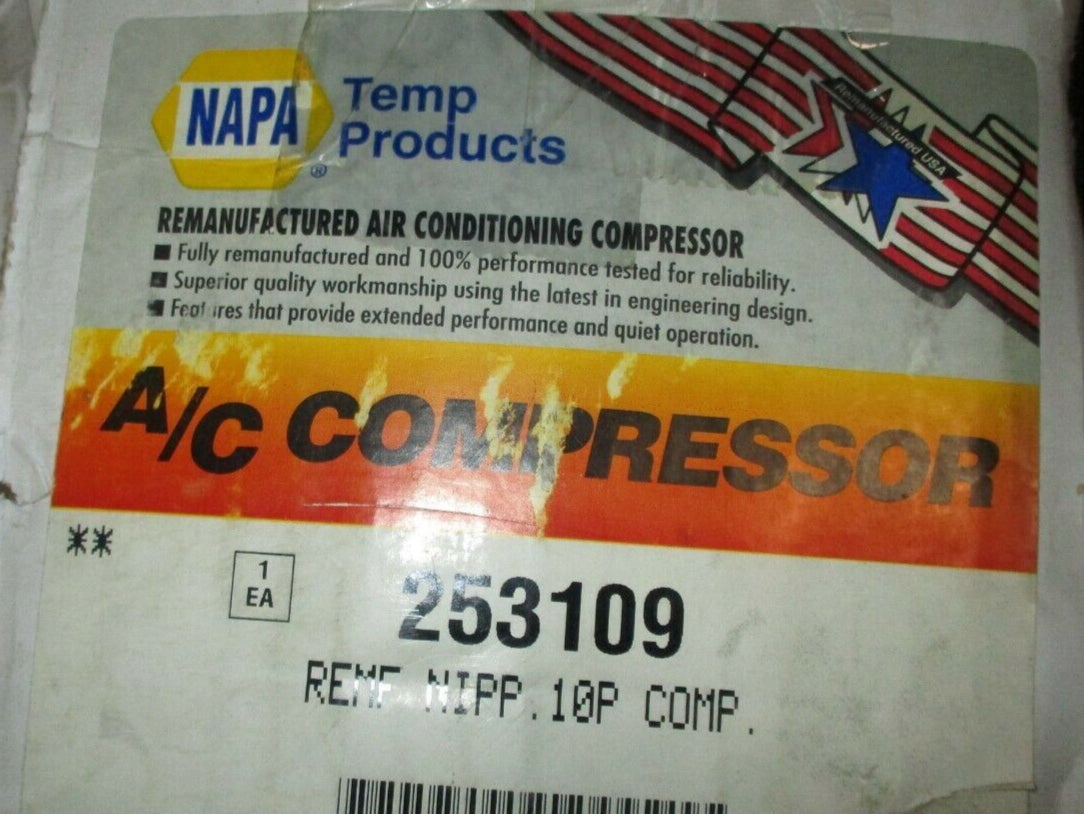 NAPA
®
Temp
Products
Remanufactured USA
REMANUFACTURED AIR CONDITIONING COMPRESSOR
■ Fully remanufactured and 100% performance tested for reliability.
■ Superior quality workmanship using the latest in engineering design.
■ Features that provide extended performance and quiet operation.
A/C COMPRESSOR
**
1
EA
253109
REMF NIPP.10P COMP.